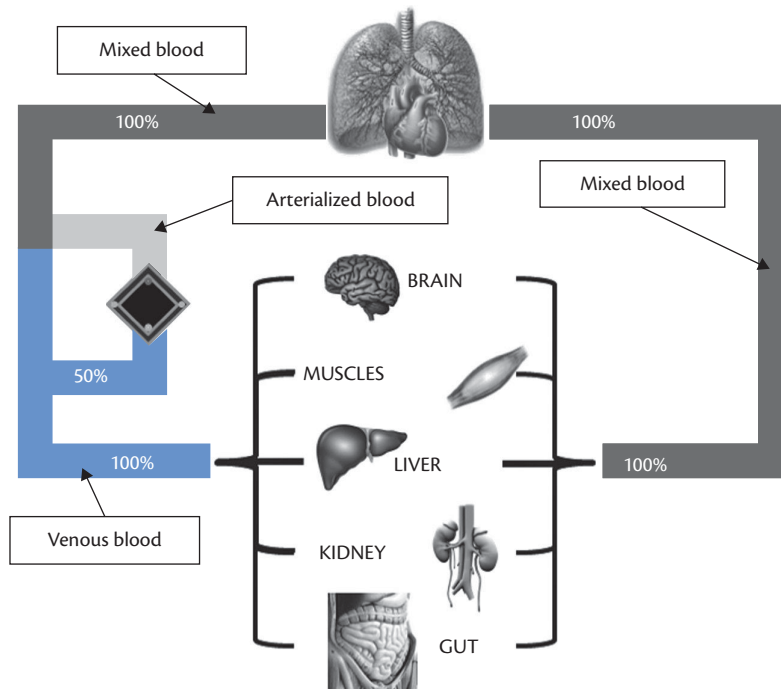 Mixed blood
100%
100%
Arterialized blood
Mixed blood
BRAIN
50%
MUSCLES
100%
LIVER
100%
Venous blood
KIDNEY
GUT